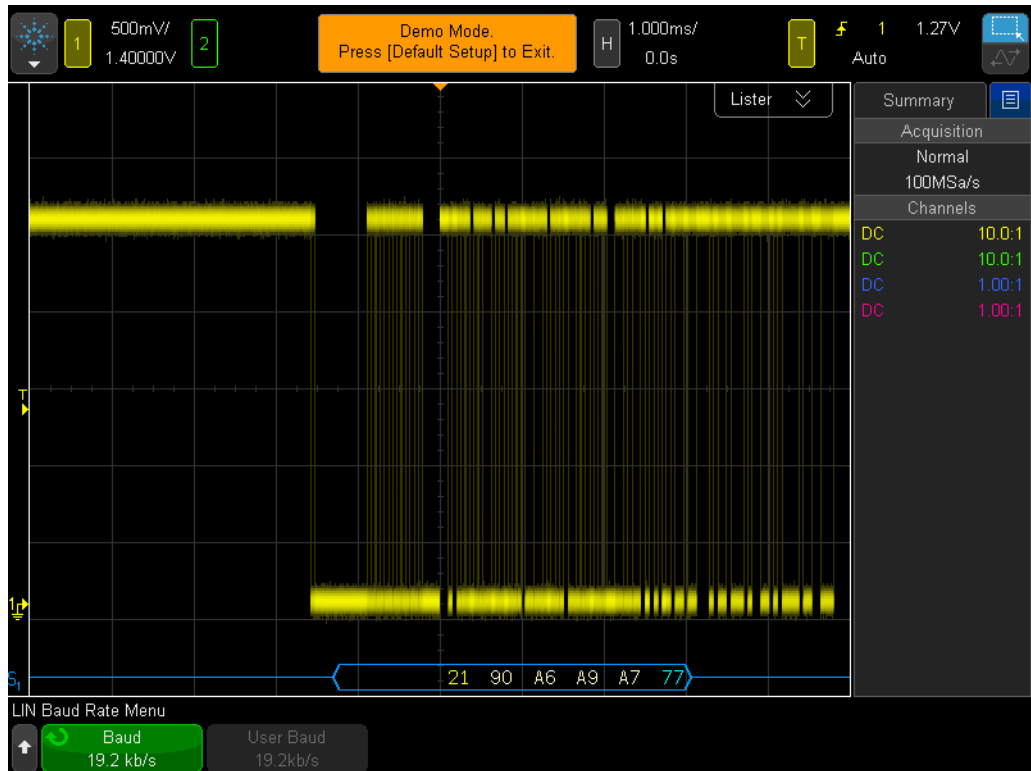 1
500mV/
1.40000V
2
Demo Mode.
Press [Default Setup] to Exit.
H
1.000ms/
0.0s
T
1
1.27V
Auto
Lister
Summary
Acquisition
Normal
100MSa/s
Channels
DC 10.0:1
DC 10.0:1
DC 1.00:1
DC 1.00:1
T
1
S1
21 90 A6 A9 A7 77
LIN Baud Rate Menu
Baud
19.2 kb/s
User Baud
19.2kb/s